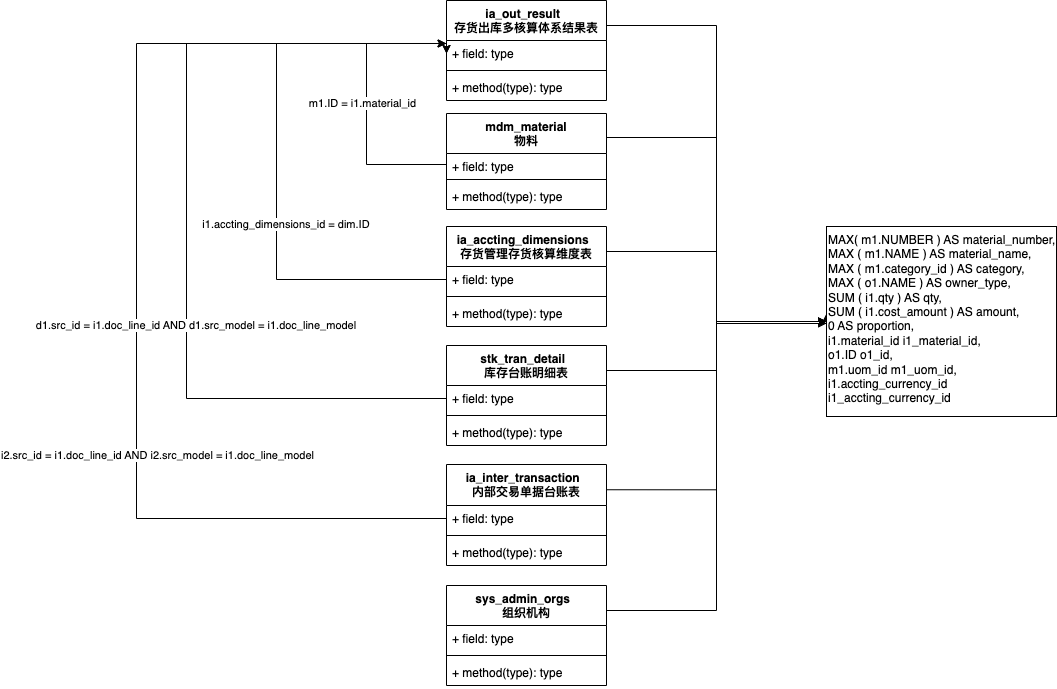 ia_out_result
存货出库多核算体系结果表
+ field: type
+ method(type): type
m1.ID = i1.material_id
mdm_material
物料
+ field: type
+ method(type): type
i1.accting_dimensions_id = dim.ID
ia_accting_dimensions
存货管理存货核算维度表
+ field: type
+ method(type): type
d1.src_id = i1.doc_line_id AND d1.src_model = i1.doc_line_model
stk_tran_detail
库存台账明细表
+ field: type
+ method(type): type
i2.src_id = i1.doc_line_id AND i2.src_model = i1.doc_line_model
ia_inter_transaction
内部交易单据台账表
+ field: type
+ method(type): type
sys_admin_orgs
组织机构
+ field: type
+ method(type): type
MAX( m1.NUMBER ) AS material_number,
MAX ( m1.NAME ) AS material_name,
MAX ( m1.category_id ) AS category,
MAX ( o1.NAME ) AS owner_type,
SUM ( i1.qty ) AS qty,
SUM ( i1.cost_amount ) AS amount,
0 AS proportion,
i1.material_id i1_material_id,
o1.ID o1_id,
m1.uom_id m1_uom_id,
i1.accting_currency_id
i1_accting_currency_id